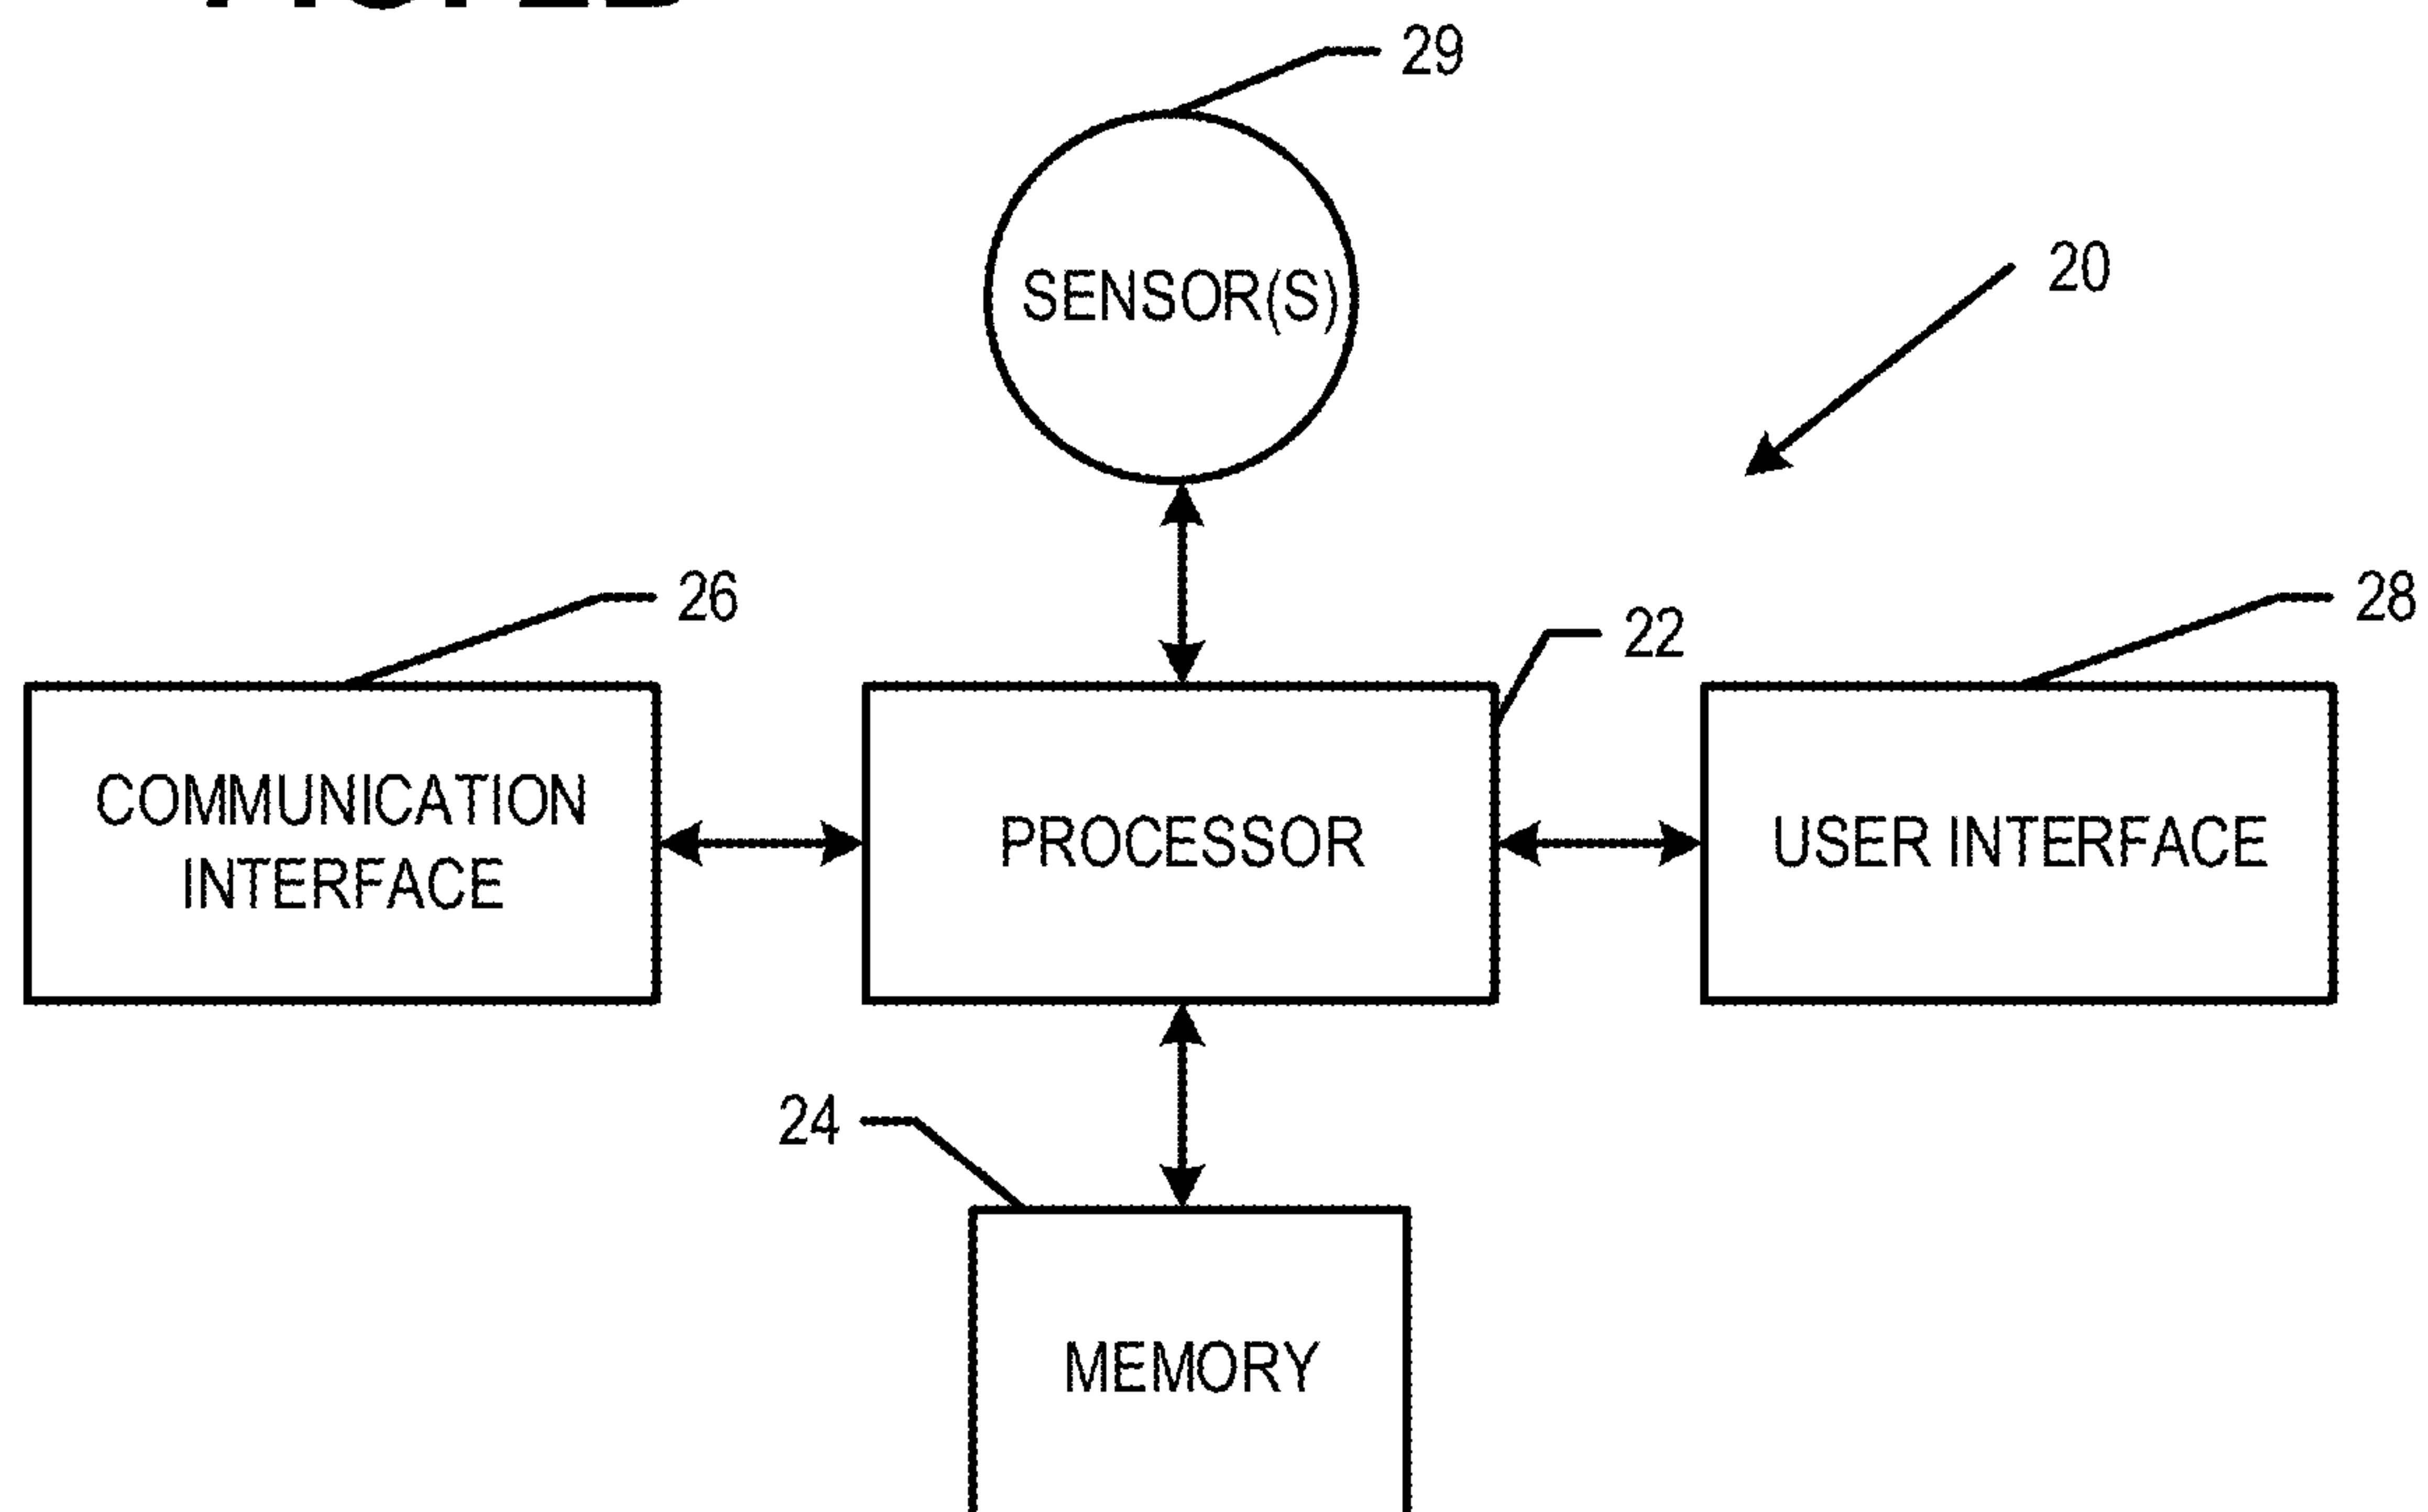 29
SENSOR(S)
20
26
22
28
COMMUNICATION
INTERFACE
PROCESSOR
USER INTERFACE
24
MEMORY